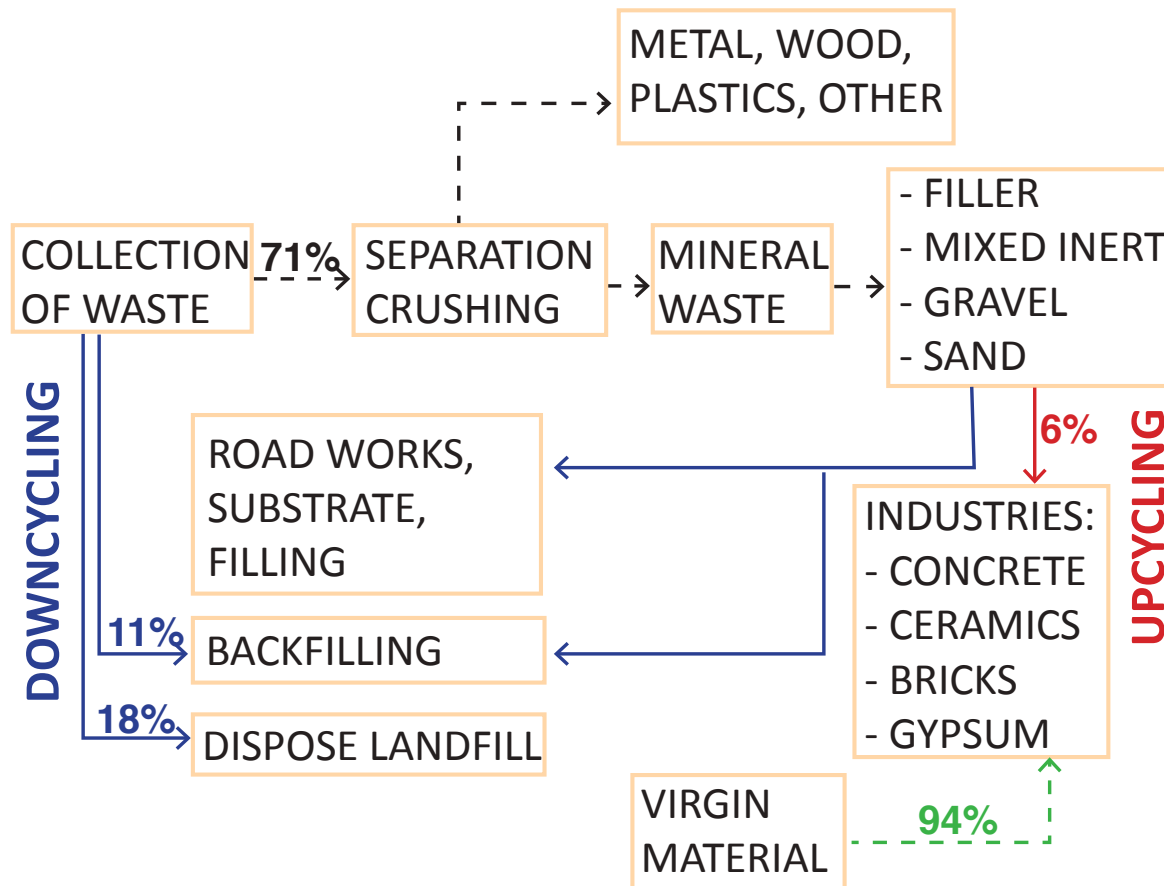 METAL, WOOD,
PLASTICS, OTHER
COLLECTION
OF WASTE
71%
SEPARATION
CRUSHING
MINERAL
WASTE
- FILLER
- MIXED INERT
- GRAVEL
- SAND
DOWNCYCLING
ROAD WORKS,
SUBSTRATE,
FILLING
6%
UPCYCLING
INDUSTRIES:
- CONCRETE
- CERAMICS
- BRICKS
- GYPSUM
11%
BACKFILLING
18%
DISPOSE LANDFILL
VIRGIN
MATERIAL
94%